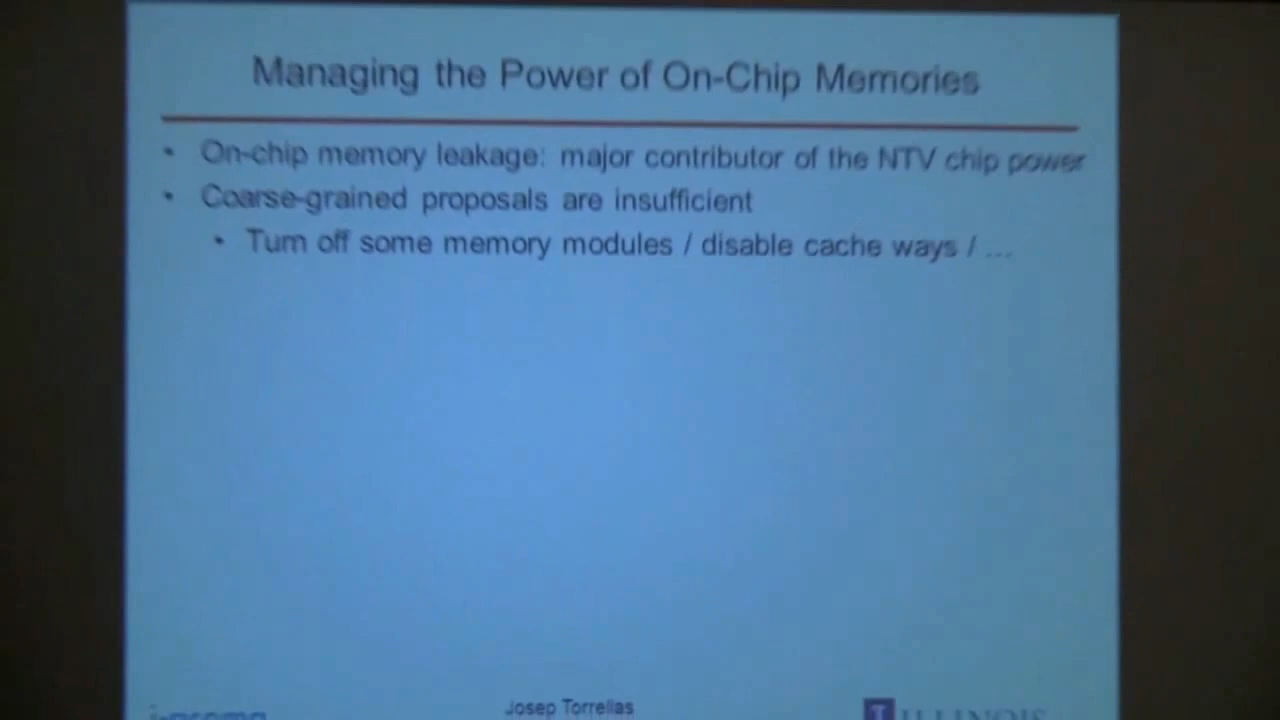 Managing the Power of On-Chip Memories
• On-chip memory leakage: major contributor of the NTV chip power
• Coarse-grained proposals are insufficient
• Turn off some memory modules / disable cache ways / ...
Josep Torrellas
I ILLINOIS